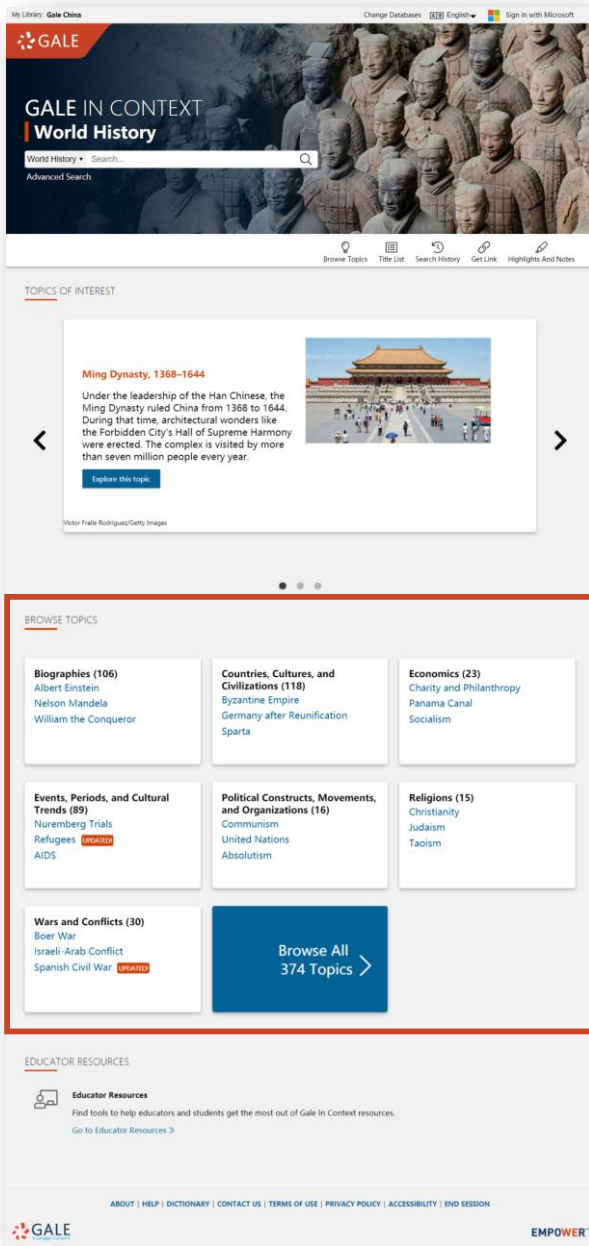 My Library: Gale China
Change Databases
English
Sign in with Microsoft
GALE
GALE IN CONTEXT
World History
World History
Search...
Advanced Search
Browse Topics
Title List
Search History
Get Link
Highlights And Notes
TOPICS OF INTEREST
Ming Dynasty, 1368–1644
Under the leadership of the Han Chinese, the
Ming Dynasty ruled China from 1368 to 1644.
During that time, architectural wonders like
the Forbidden City's Hall of Supreme Harmony
were erected. The complex is visited by more
than seven million people every year.
Explore this topic
Victor Fraile Rodriguez/Getty Images
BROWSE TOPICS
Biographies (106)
Albert Einstein
Nelson Mandela
William the Conqueror
Countries, Cultures, and
Civilizations (118)
Byzantine Empire
Germany after Reunification
Sparta
Economics (23)
Charity and Philanthropy
Panama Canal
Socialism
Events, Periods, and Cultural
Trends (89)
Nuremberg Trials
Refugees UPDATED!
AIDS
Political Constructs, Movements,
and Organizations (16)
Communism
United Nations
Absolutism
Religions (15)
Christianity
Judaism
Taoism
Wars and Conflicts (30)
Boer War
Israeli-Arab Conflict
Spanish Civil War UPDATED!
Browse All
374 Topics
EDUCATOR RESOURCES
Educator Resources
Find tools to help educators and students get the most out of Gale In Context resources.
Go to Educator Resources
ABOUT | HELP | DICTIONARY | CONTACT US | TERMS OF USE | PRIVACY POLICY | ACCESSIBILITY | END SESSION
GALE
A Cengage Company
EMPOWER